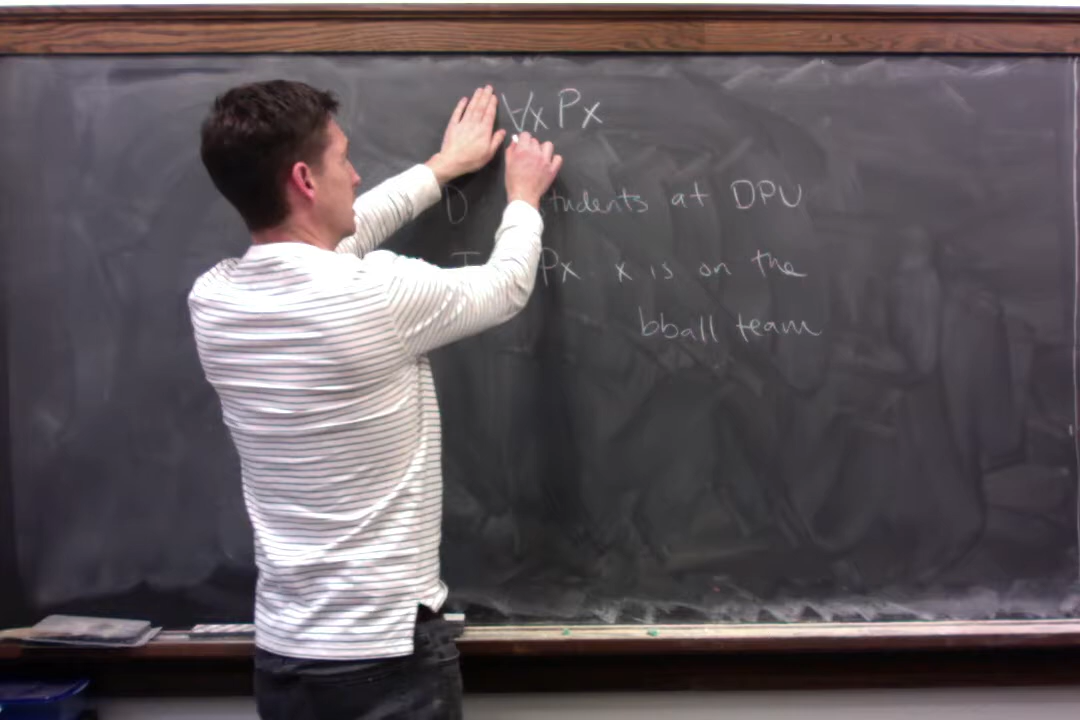 ∀x Px
D tudents at DPU
Px x is on the
bball team